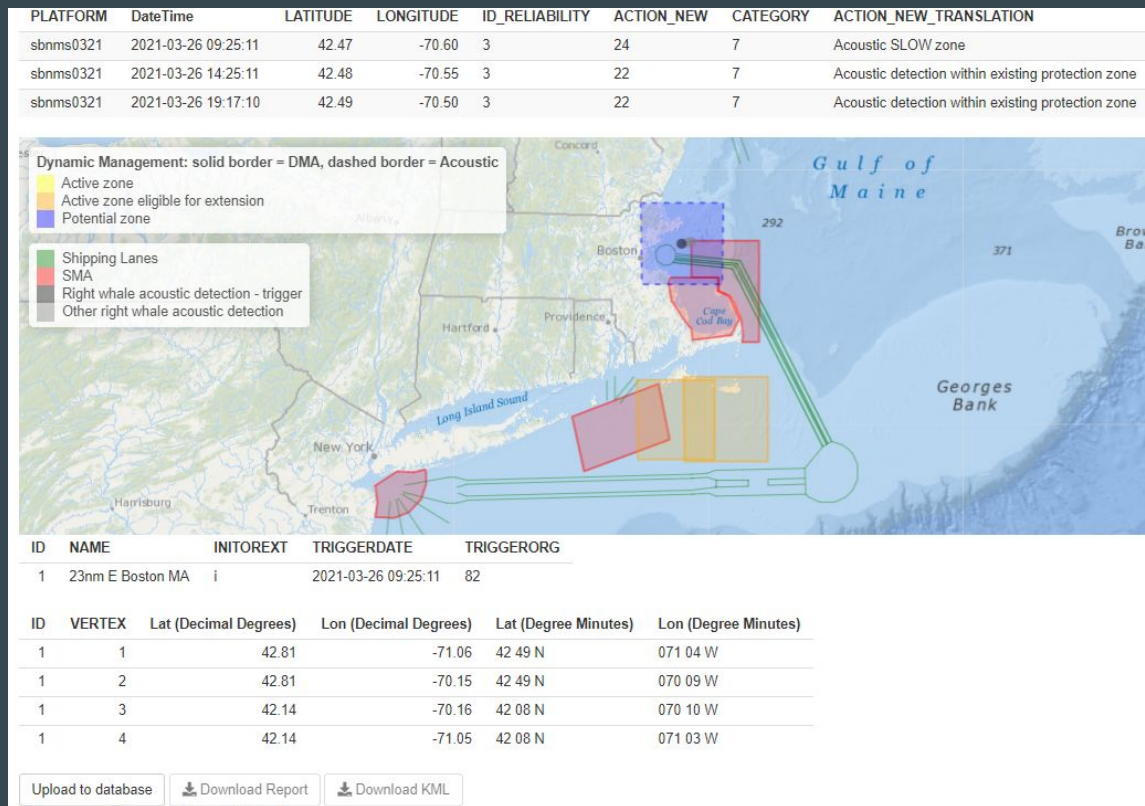 PLATFORM DateTime LATITUDE LONGITUDE ID_RELIABILITY ACTION_NEW CATEGORY ACTION_NEW_TRANSLATION
sbnms0321 2021-03-26 09:25:11 42.47 -70.60 3 24 7 Acoustic SLOW zone
sbnms0321 2021-03-26 14:25:11 42.48 -70.55 3 22 7 Acoustic detection within existing protection zone
sbnms0321 2021-03-26 19:17:10 42.49 -70.50 3 22 7 Acoustic detection within existing protection zone
Dynamic Management: solid border = DMA, dashed border = Acoustic
Active zone
Active zone eligible for extension
Potential zone
Shipping Lanes
SMA
Right whale acoustic detection - trigger
Other right whale acoustic detection
Concord
Gulf of
Maine
Albany
292
Boston
371
Cape
Cod Bay
Providence
Hartford
Georges
Bank
Long Island Sound
New York
Harrisburg
Trenton
ID NAME INITOREXT TRIGGERDATE TRIGGERORG
1 23nm E Boston MA i 2021-03-26 09:25:11 82
ID VERTEX Lat (Decimal Degrees) Lon (Decimal Degrees) Lat (Degree Minutes) Lon (Degree Minutes)
1 1 42.81 -71.06 42 49 N 071 04 W
1 2 42.81 -70.15 42 49 N 070 09 W
1 3 42.14 -70.16 42 08 N 070 10 W
1 4 42.14 -71.05 42 08 N 071 03 W
Upload to database Download Report Download KML